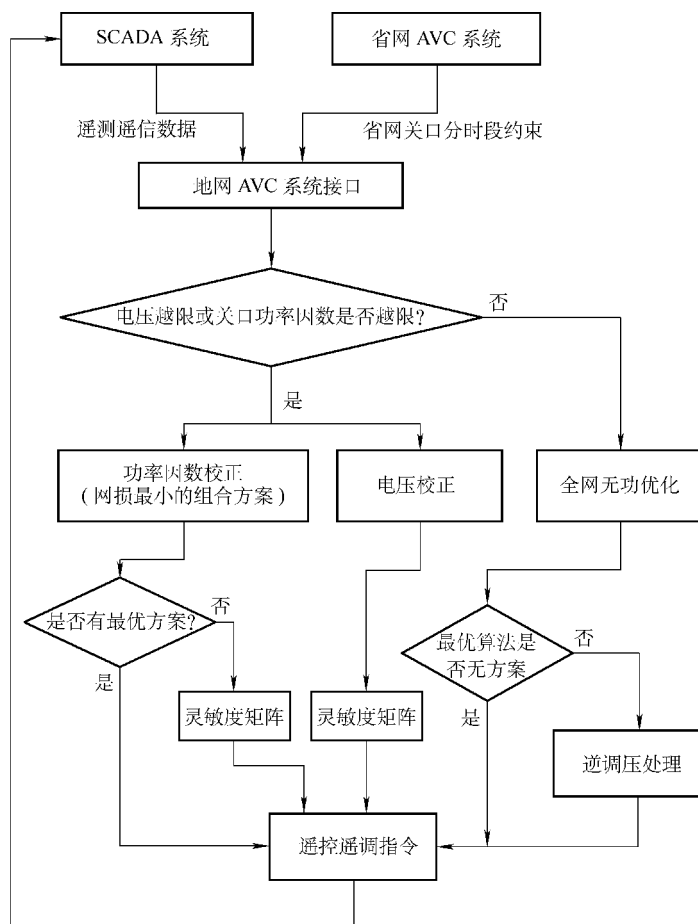 SCADA 系统
省网 AVC 系统
遥测遥信数据
省网关口分时段约束
地网 AVC 系统接口
电压越限或关口功率因数是否越限?
否
是
功率因数校正
(网损最小的组合方案)
电压校正
全网无功优化
是否有最优方案?
否
是
最优算法是
否无方案
否
是
灵敏度矩阵
灵敏度矩阵
逆调压处理
遥控遥调指令